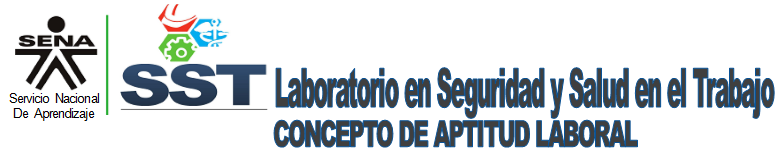 SENA
Servicio Nacional
De Aprendizaje
SST Laboratorio en Seguridad y Salud en el Trabajo
CONCEPTO DE APTITUD LABORAL